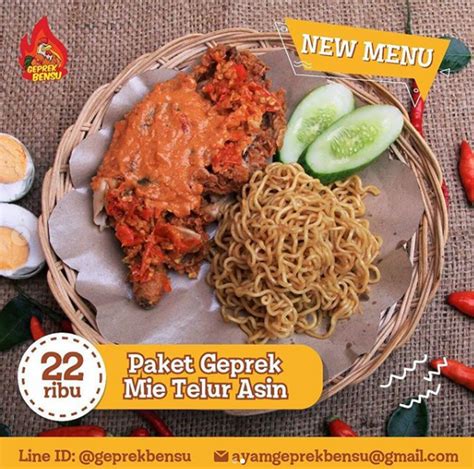 GEPREK
BENSU
NEW MENU
22
ribu
Paket Geprek
Mie Telur Asin
Line ID: @geprekbensu
ayamgeprekbensu@gmail.com